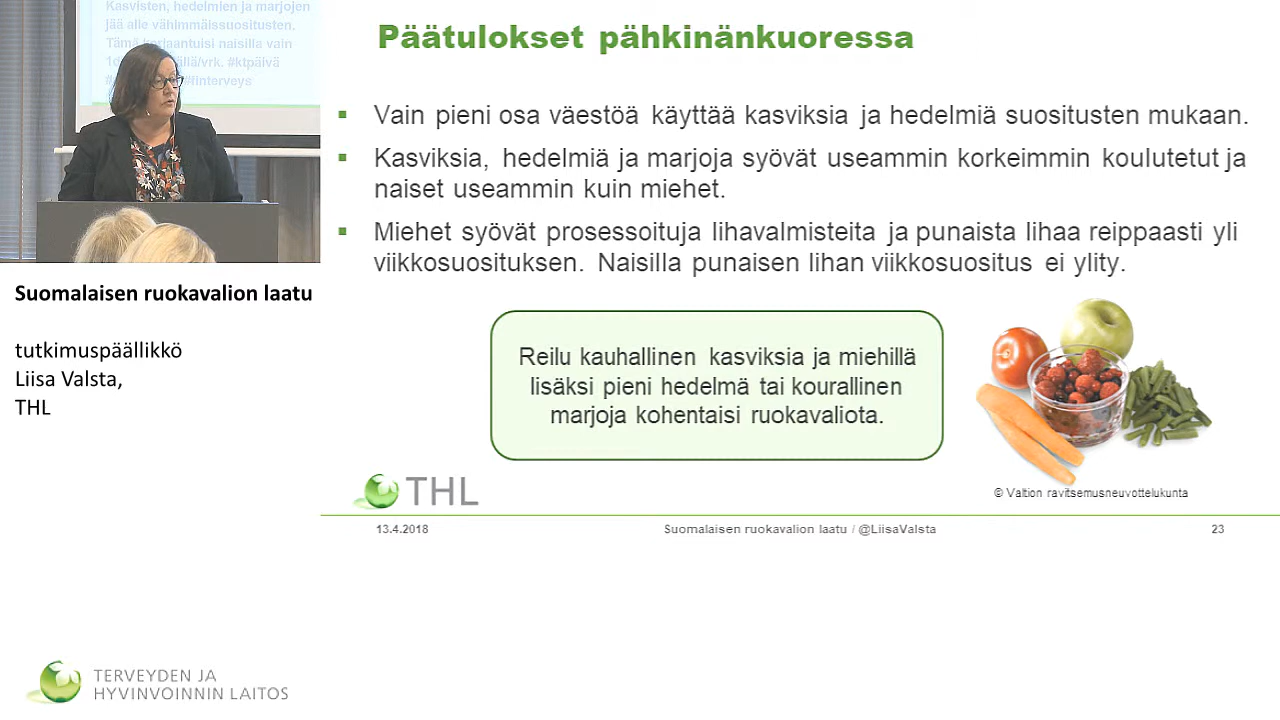 Kasvisten, hedelmien ja marjojen
jää alle vähimmäissuositusten.
Tämä korjaantuisi naisilla vain
/vrk. #ktpäivä
#finterveys
Suomalaisen ruokavalion laatu
tutkimuspäällikkö
Liisa Valsta,
THL
Päätulokset pähkinänkuoressa
Vain pieni osa väestöä käyttää kasviksia ja hedelmiä suositusten mukaan.
Kasviksia, hedelmiä ja marjoja syövät useammin korkeimmin koulutetut ja
naiset useammin kuin miehet.
Miehet syövät prosessoituja lihavalmisteita ja punaista lihaa reippaasti yli
viikkosuosituksen. Naisilla punaisen lihan viikkosuositus ei ylity.
Reilu kauhallinen kasviksia ja miehillä
lisäksi pieni hedelmä tai kourallinen
marjoja kohentaisi ruokavaliota.
© Valtion ravitsemusneuvottelukunta
THL
13.4.2018 Suomalaisen ruokavalion laatu / @LiisaValsta 23
TERVEYDEN JA
HYVINVOINNIN LAITOS